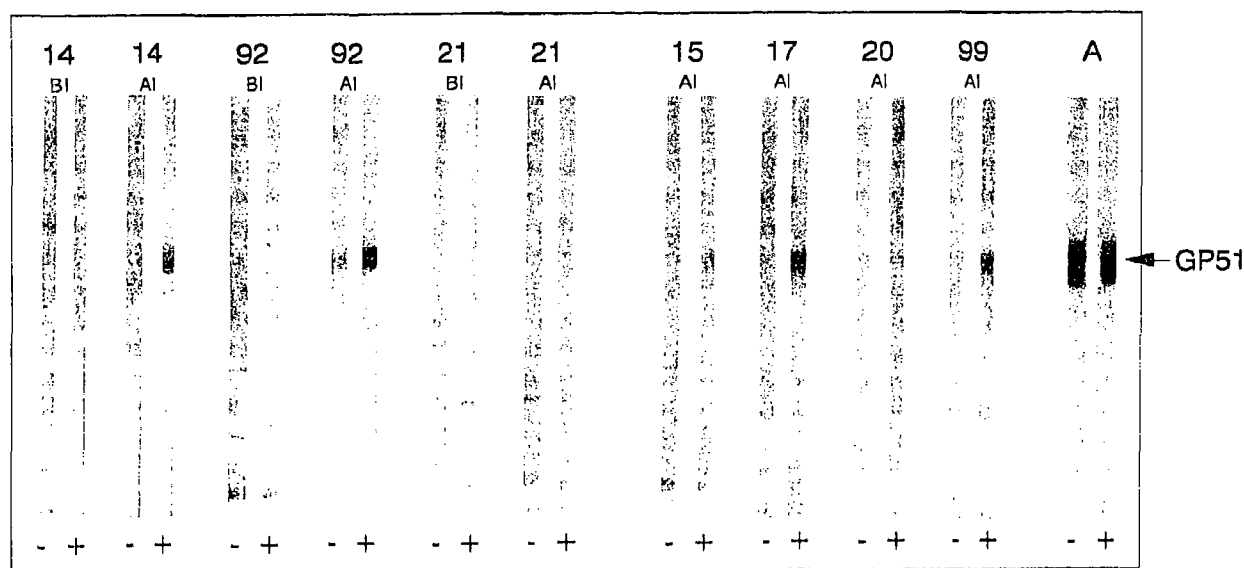 14 14 92 92 21 21 15 17 20 99 A
BI AI BI AI BI AI AI AI AI AI
GP51
- + - + - + - + - + - + - + - + - + - + - +